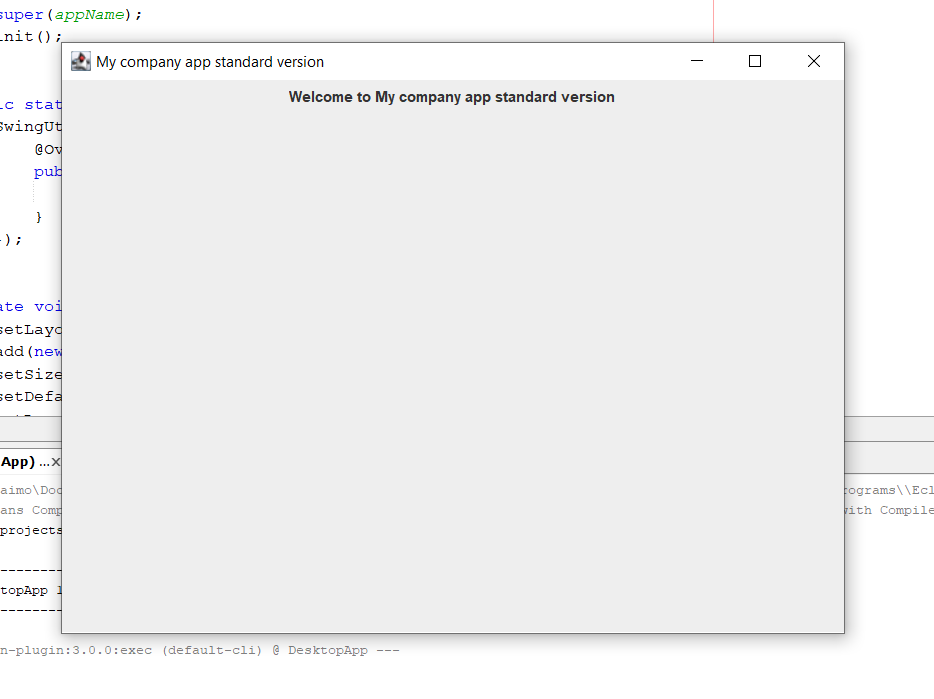 super(appName);
init();
My company app standard version
Welcome to My company app standard version
ic stat
SwingUt
@Ov
pub
}
});
ate voi
setLayo
add(new
setSize
setDefa
App) ...x
aimo\Doc
rograms\\Ecl
ans Comp
with Compile
projects
--------
topApp 1
--------
n-plugin:3.0.0:exec (default-cli) @ DesktopApp ---